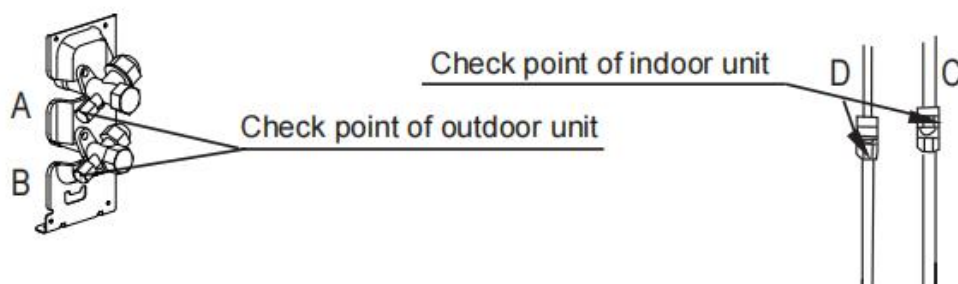 Check point of indoor unit
D
C
A
Check point of outdoor unit
B